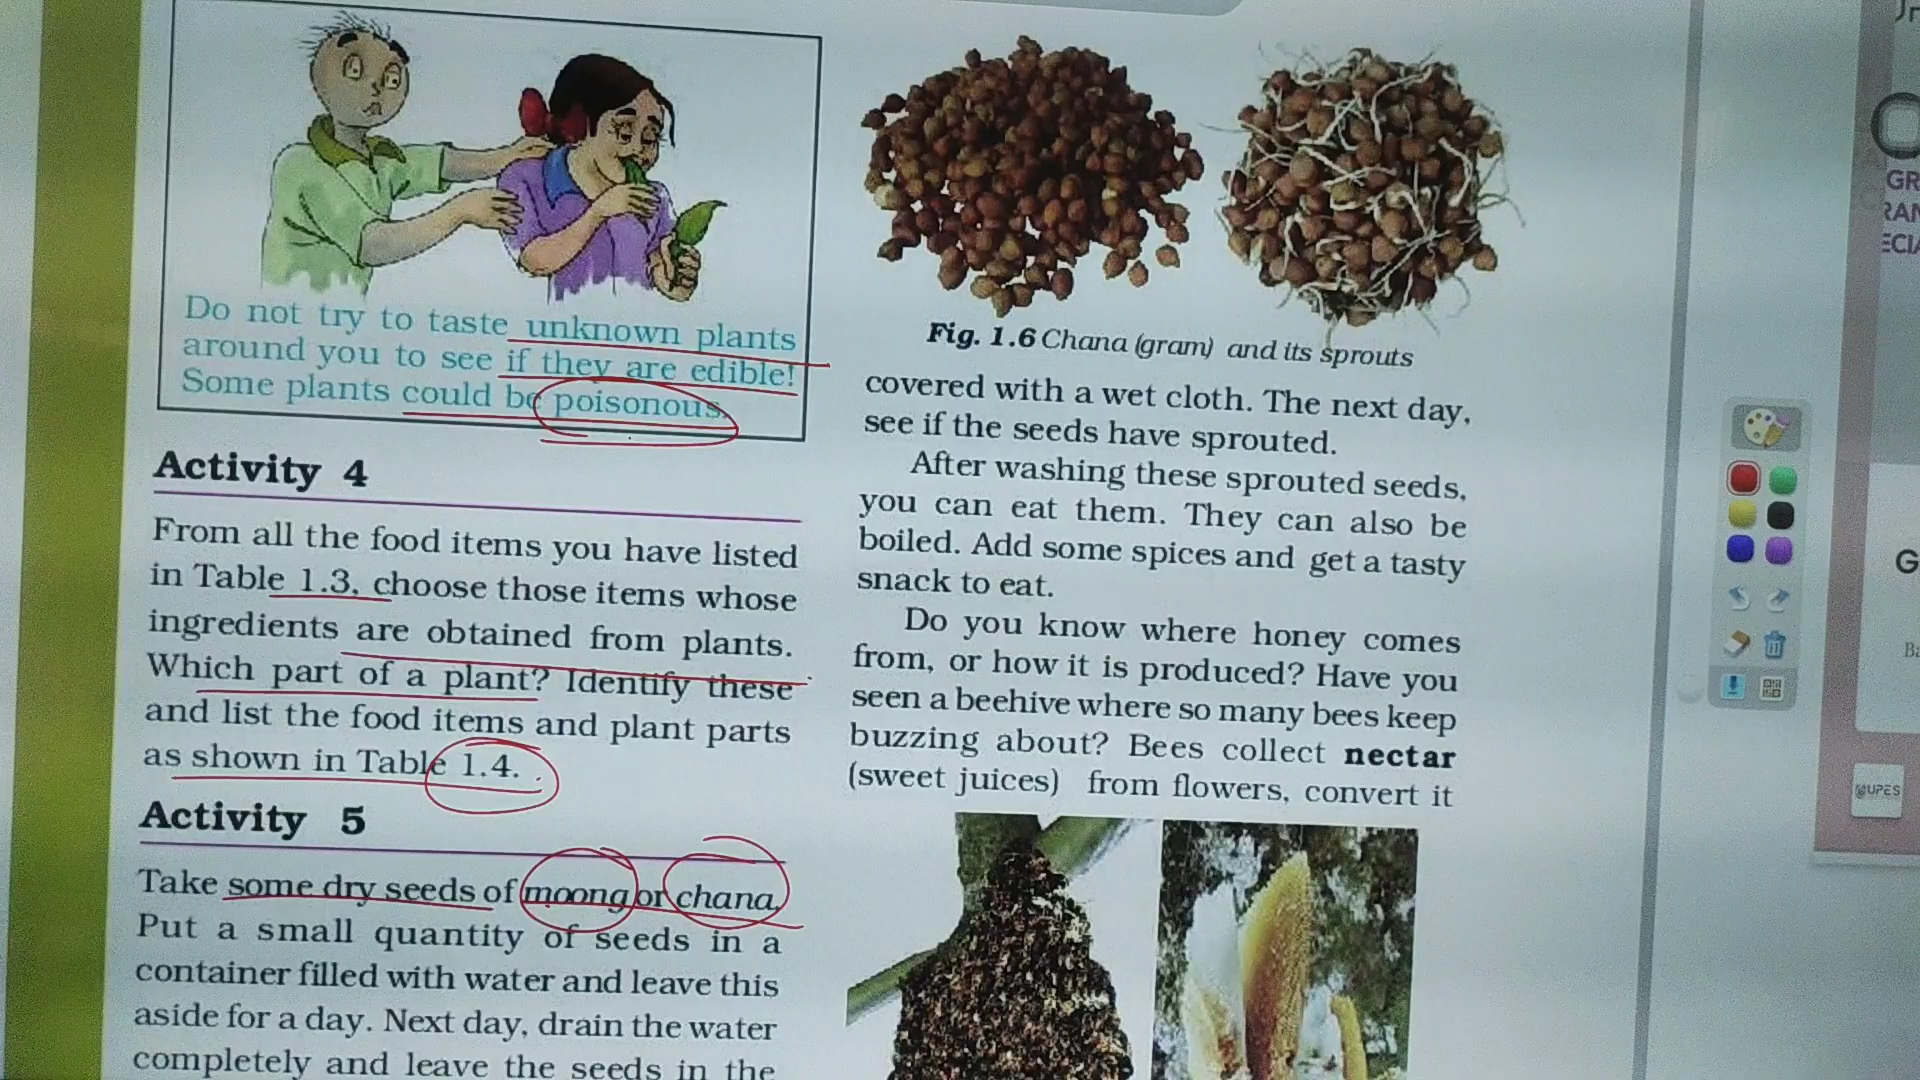 Do not try to taste unknown plants
around you to see if they are edible!
Some plants could be poisonous.
Activity 4
From all the food items you have listed
in Table 1.3, choose those items whose
ingredients are obtained from plants.
Which part of a plant? Identify these
and list the food items and plant parts
as shown in Table 1.4.
Activity 5
Take some dry seeds of moong or chana.
Put a small quantity of seeds in a
container filled with water and leave this
aside for a day. Next day, drain the water
completely and leave the seeds in the
Fig. 1.6 Chana (gram) and its sprouts
covered with a wet cloth. The next day,
see if the seeds have sprouted.
After washing these sprouted seeds,
you can eat them. They can also be
boiled. Add some spices and get a tasty
snack to eat.
Do you know where honey comes
from, or how it is produced? Have you
seen a beehive where so many bees keep
buzzing about? Bees collect nectar
(sweet juices) from flowers, convert it
UPES